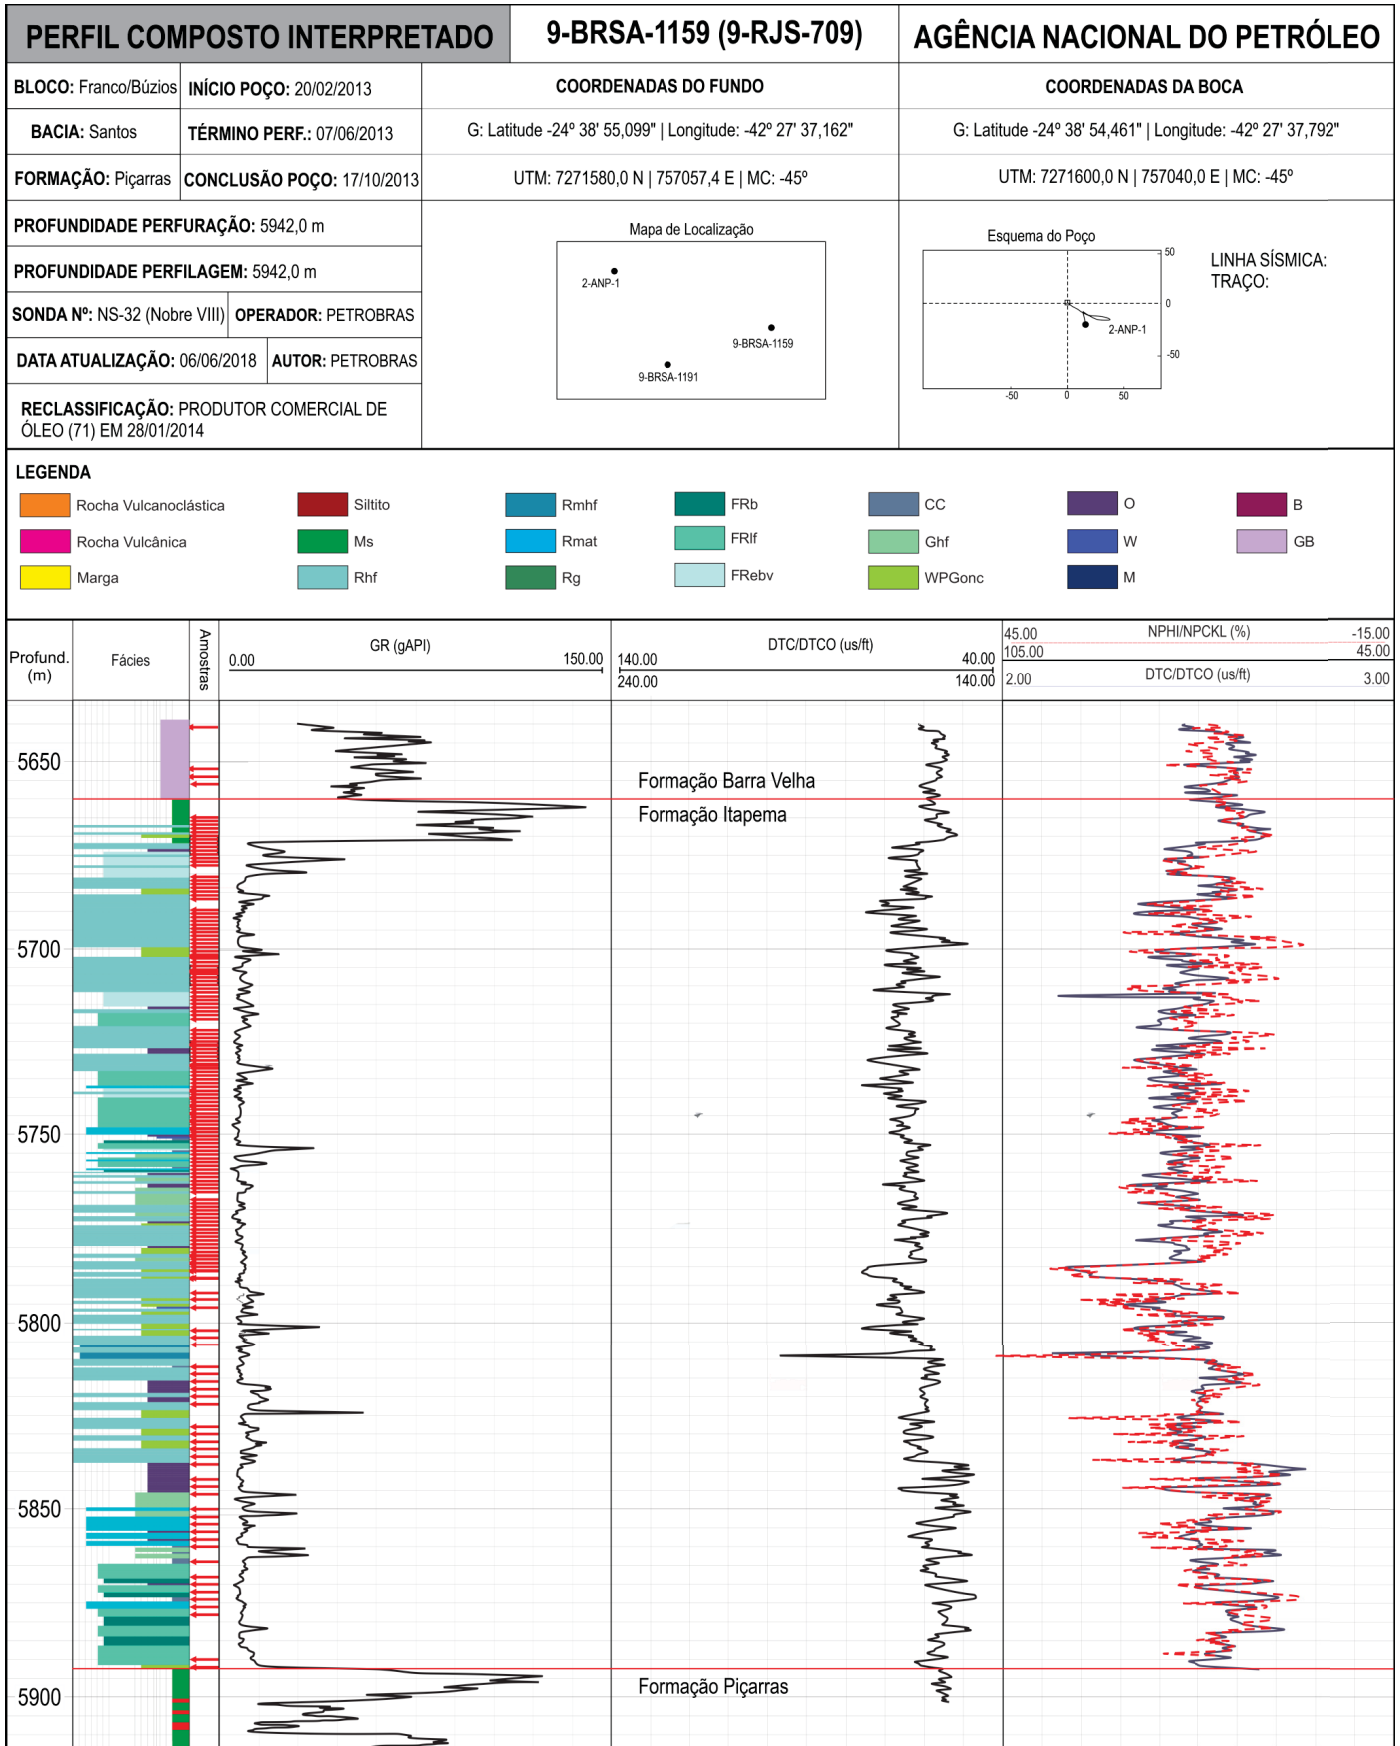 PERFIL COMPOSTO INTERPRETADO
9-BRSA-1159 (9-RJS-709)
AGÊNCIA NACIONAL DO PETRÓLEO
BLOCO: Franco/Búzios
INÍCIO POÇO: 20/02/2013
COORDENADAS DO FUNDO
COORDENADAS DA BOCA
BACIA: Santos
TÉRMINO PERF.: 07/06/2013
G: Latitude -24º 38' 55,099" | Longitude: -42º 27' 37,162"
G: Latitude -24º 38' 54,461" | Longitude: -42º 27' 37,792"
FORMAÇÃO: Piçarras
CONCLUSÃO POÇO: 17/10/2013
UTM: 7271580,0 N | 757057,4 E | MC: -45º
UTM: 7271600,0 N | 757040,0 E | MC: -45º
PROFUNDIDADE PERFURAÇÃO: 5942,0 m
PROFUNDIDADE PERFILAGEM: 5942,0 m
SONDA Nº: NS-32 (Nobre VIII)
OPERADOR: PETROBRAS
DATA ATUALIZAÇÃO: 06/06/2018
AUTOR: PETROBRAS
RECLASSIFICAÇÃO: PRODUTOR COMERCIAL DE
ÓLEO (71) EM 28/01/2014
Mapa de Localização
2-ANP-1
9-BRSA-1159
9-BRSA-1191
Esquema do Poço
50
0
2-ANP-1
-50
-50
0
50
LINHA SÍSMICA:
TRAÇO:
LEGENDA
Rocha Vulcanoclástica
Siltito
Rmhf
FRb
CC
O
B
Rocha Vulcânica
Ms
Rmat
FRlf
Ghf
W
GB
Marga
Rhf
Rg
FRebv
WPGonc
M
Profund.
(m)
Fácies
Amostras
GR (gAPI)
0.00
150.00
DTC/DTCO (us/ft)
140.00
40.00
240.00
140.00
45.00
NPHI/NPCKL (%)
-15.00
105.00
45.00
2.00
DTC/DTCO (us/ft)
3.00
5650
Formação Barra Velha
Formação Itapema
5700
5750
5800
5850
Formação Piçarras
5900